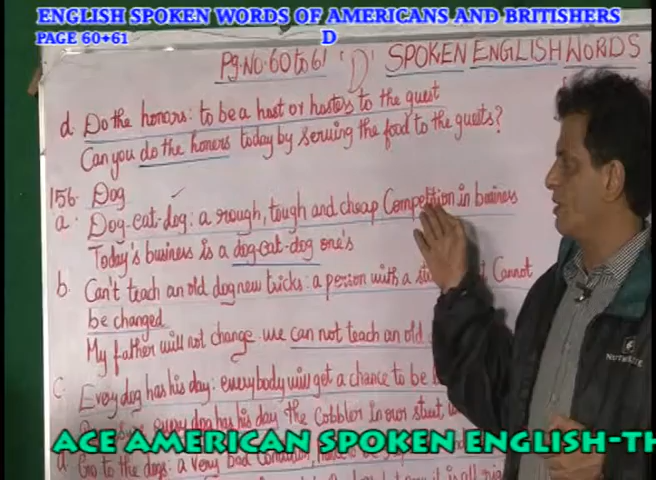 ENGLISH SPOKEN WORDS OF AMERICANS AND BRITISHERS
PAGE 60+61 D
Pg.No.60 to 61 'D' SPOKEN ENGLISH WORDS
d. Do the honors: to be a host or hosters to the guest
Can you do the honers today by serving the food to the guests?
156. Dog
a. Dog-eat-dog: a rough, tough and cheap Competition in business
Today's business is a dog-eat-dog one's
b. Can't teach an old dog new tricks: a person with a Cannot
be changed
My father will not change. we can not teach an old
c Every dog has his day: everybody will get a chance to be
every dog has his day the Cobbler in our street,
d Go to the dogs: a very bad
ACE AMERICAN SPOKEN ENGLISH-TH